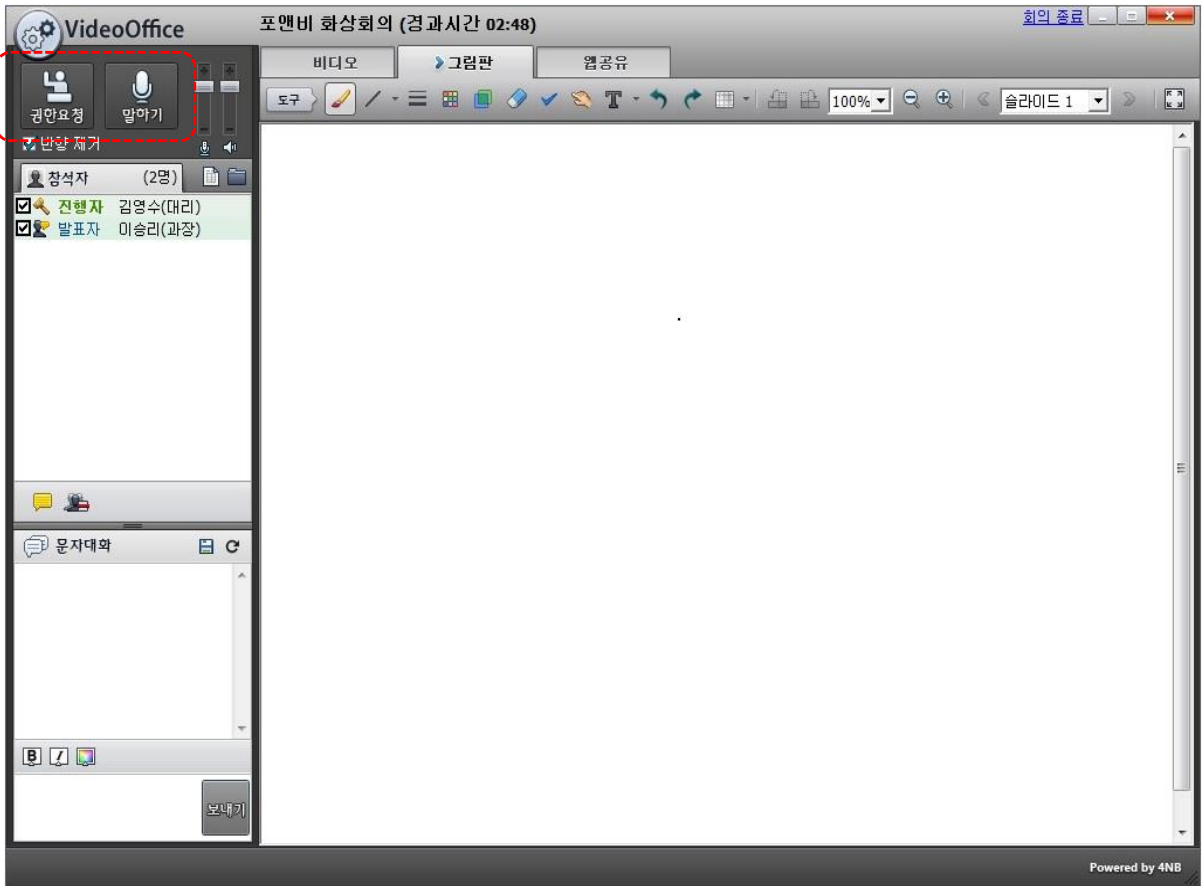 VideoOffice
포앤비 화상회의 (경과시간 02:48)
회의 종료
비디오
그림판
웹공유
권한요청
말하기
도구
T
100%
슬라이드 1
반향 제거
참석자 (2명)
진행자 김영수(대리)
발표자 이승리(과장)
문자대화
B I
보내기
Powered by 4NB